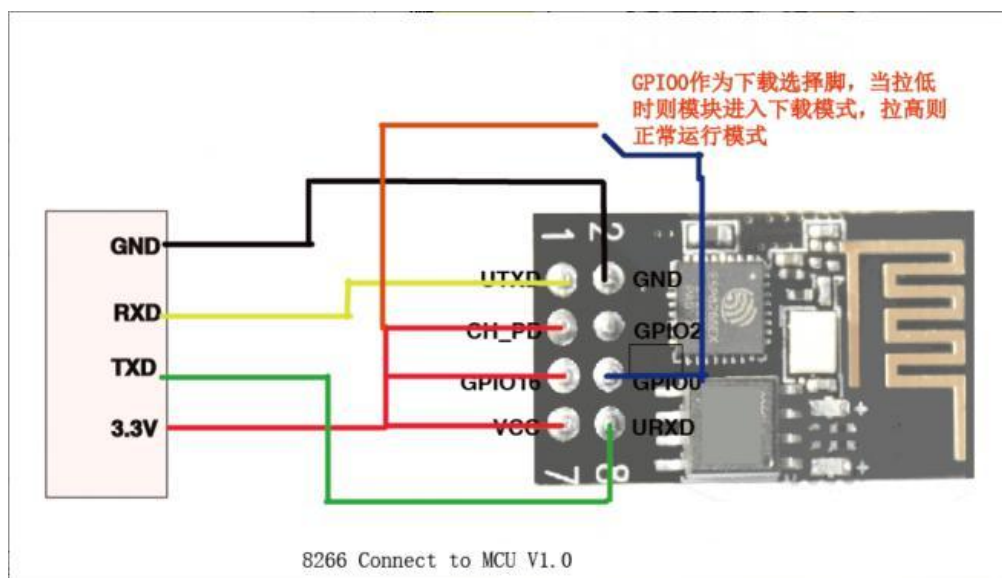 GPIO0作为下载选择脚，当拉低
时则模块进入下载模式，拉高则
正常运行模式
GND
RXD
TXD
3.3V
1
2
UTXD
GND
CH_PD
GPIO2
GPIO16
GPIO0
VCC
URXD
7
8
8266 Connect to MCU V1.0